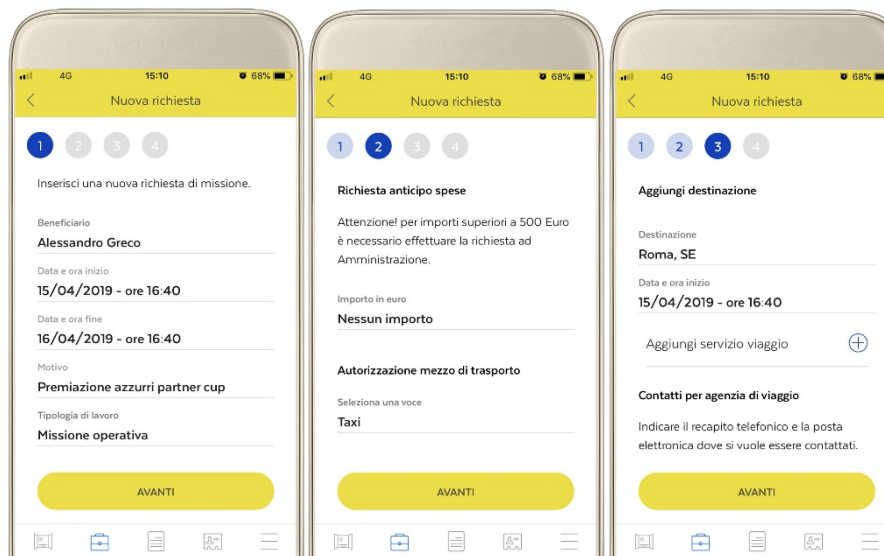 4G 15:10 68%
Nuova richiesta
1 2 3 4
Inserisci una nuova richiesta di missione.
Beneficiario
Alessandro Greco
Data e ora inizio
15/04/2019 - ore 16:40
Data e ora fine
16/04/2019 - ore 16:40
Motivo
Premiazione azzurri partner cup
Tipologia di lavoro
Missione operativa
AVANTI
4G 15:10 68%
Nuova richiesta
1 2 3 4
Richiesta anticipo spese
Attenzione! per importi superiori a 500 Euro
è necessario effettuare la richiesta ad
Amministrazione.
Importo in euro
Nessun importo
Autorizzazione mezzo di trasporto
Seleziona una voce
Taxi
AVANTI
4G 15:10 68%
Nuova richiesta
1 2 3 4
Aggiungi destinazione
Destinazione
Roma, SE
Data e ora inizio
15/04/2019 - ore 16:40
Aggiungi servizio viaggio
Contatti per agenzia di viaggio
Indicare il recapito telefonico e la posta
elettronica dove si vuole essere contattati.
AVANTI